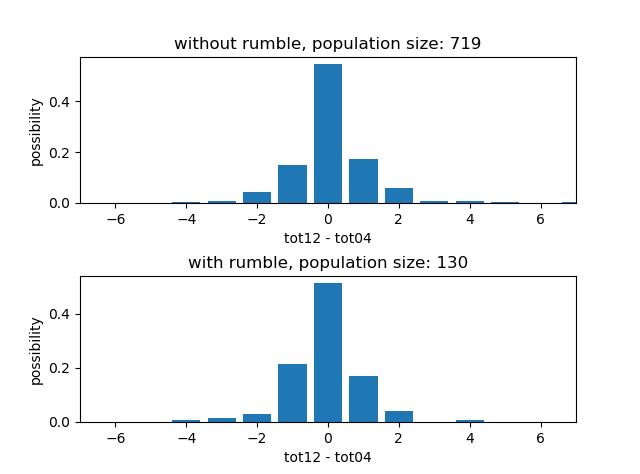 without rumble, population size: 719
possibility
0.4
0.2
0.0
−6 −4 −2 0 2 4 6
tot12 - tot04
with rumble, population size: 130
possibility
0.4
0.2
0.0
−6 −4 −2 0 2 4 6
tot12 - tot04